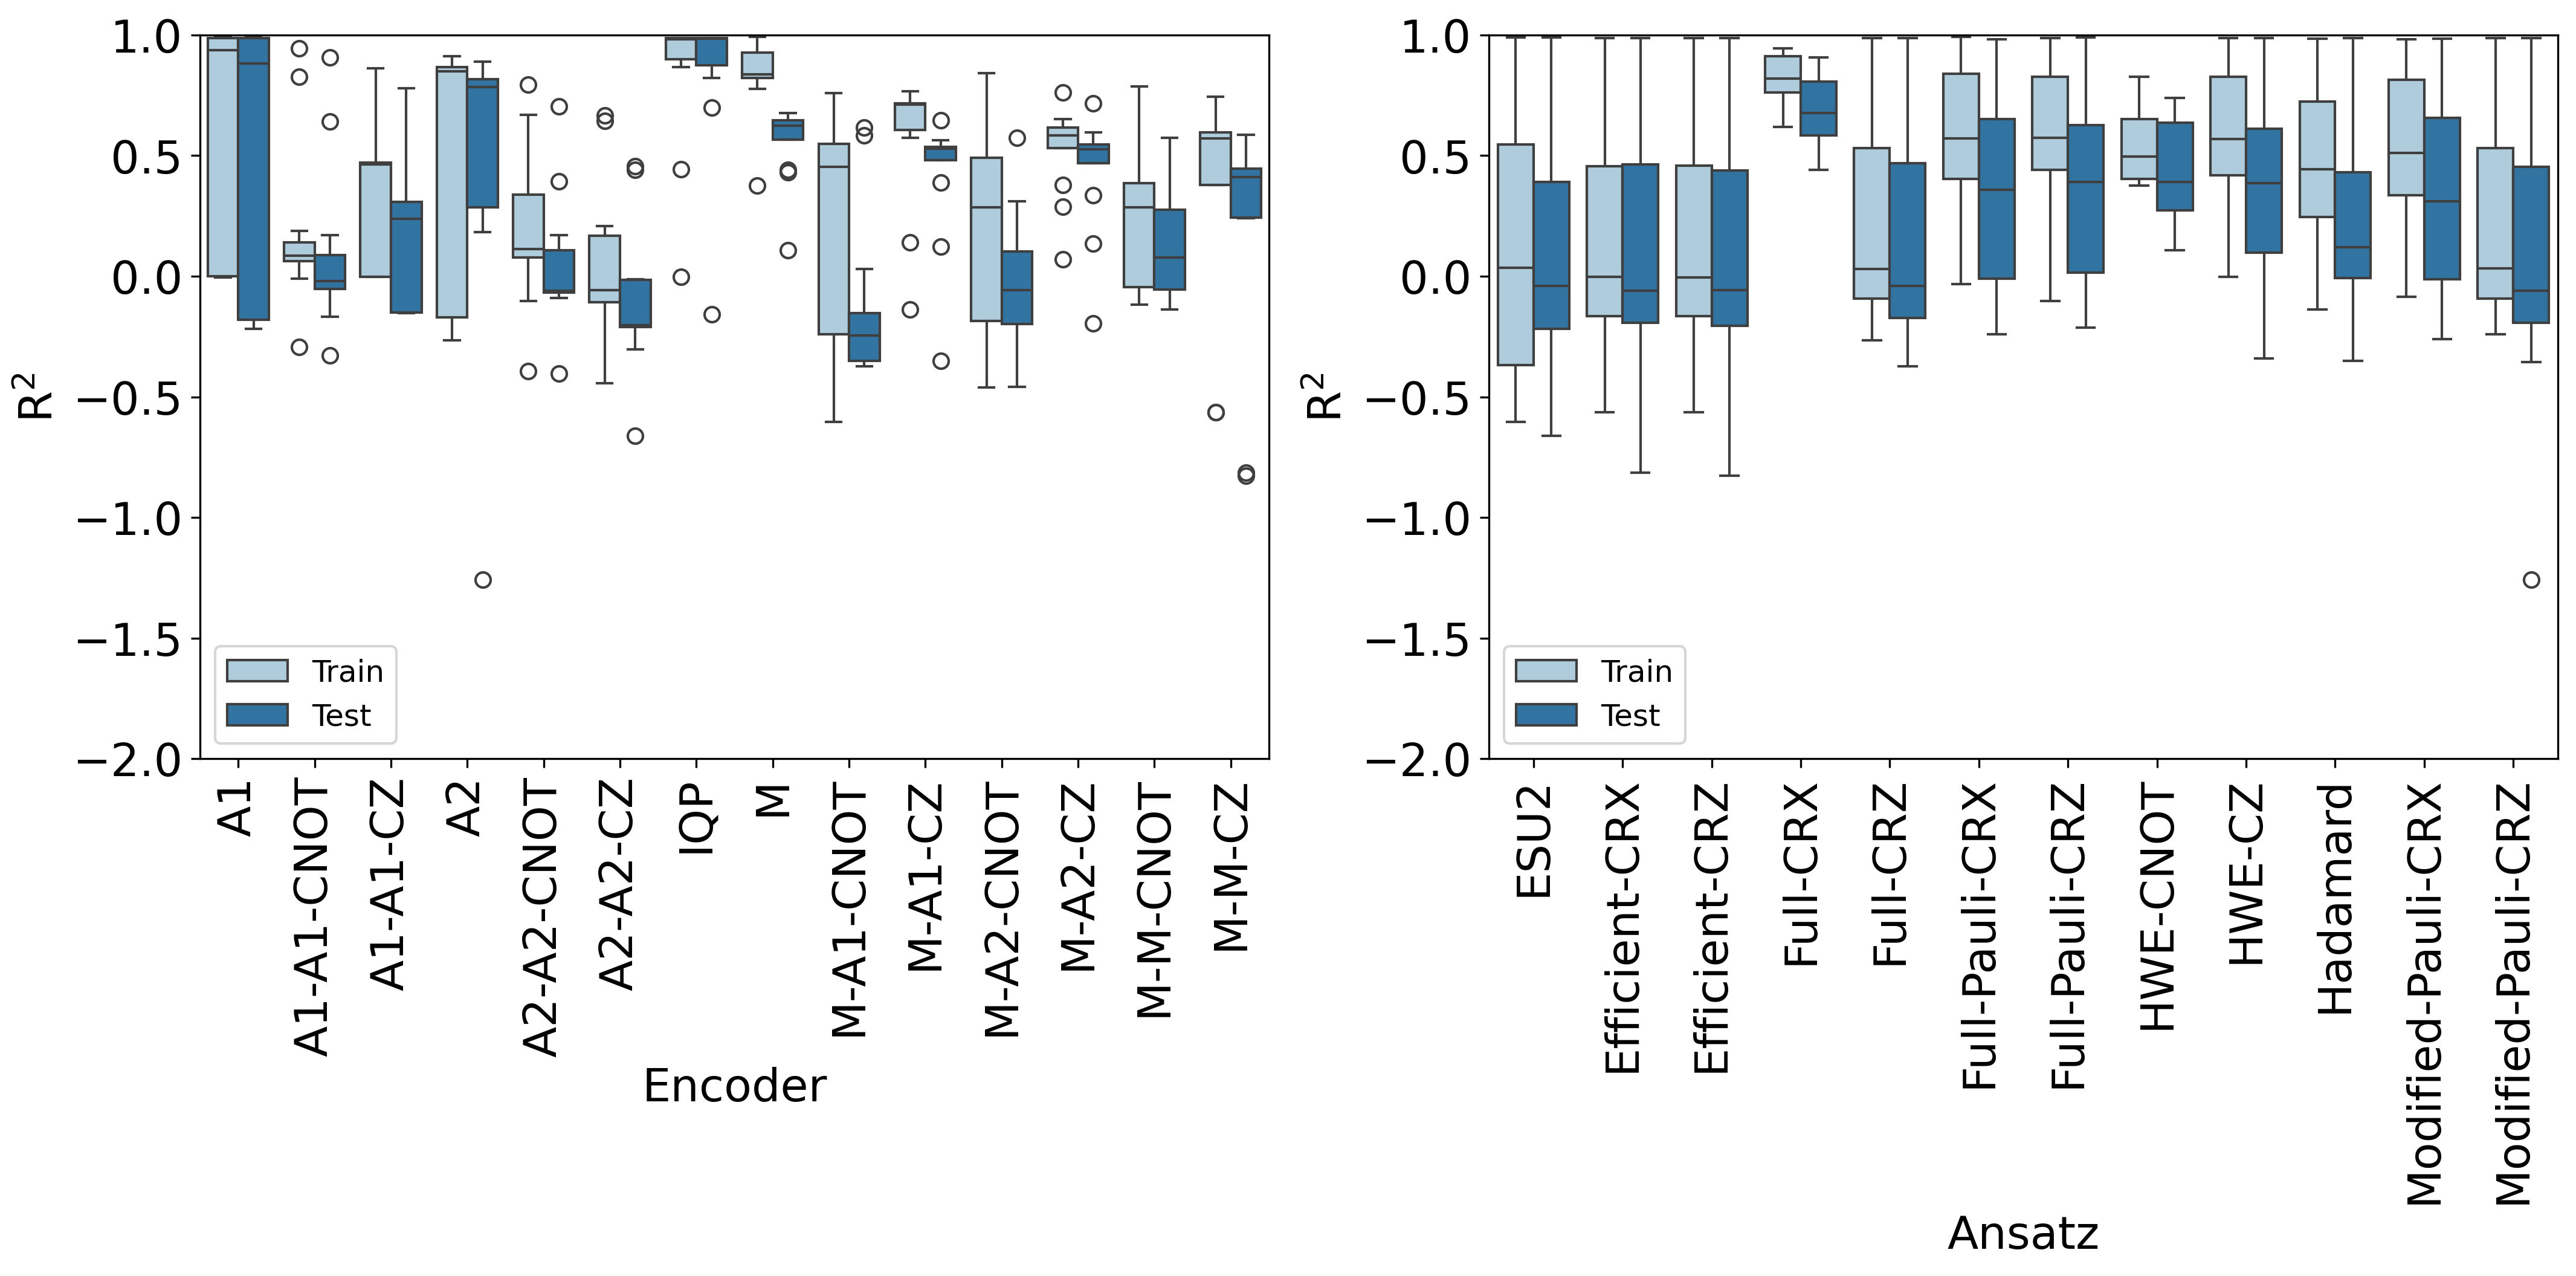 1.0
0.5
0.0
−0.5
−1.0
−1.5
−2.0
R²
Train
Test
A1
A1-A1-CNOT
A1-A1-CZ
A2
A2-A2-CNOT
A2-A2-CZ
IQP
M
M-A1-CNOT
M-A1-CZ
M-A2-CNOT
M-A2-CZ
M-M-CNOT
M-M-CZ
Encoder
1.0
0.5
0.0
−0.5
−1.0
−1.5
−2.0
R²
Train
Test
ESU2
Efficient-CRX
Efficient-CRZ
Full-CRX
Full-CRZ
Full-Pauli-CRX
Full-Pauli-CRZ
HWE-CNOT
HWE-CZ
Hadamard
Modified-Pauli-CRX
Modified-Pauli-CRZ
Ansatz